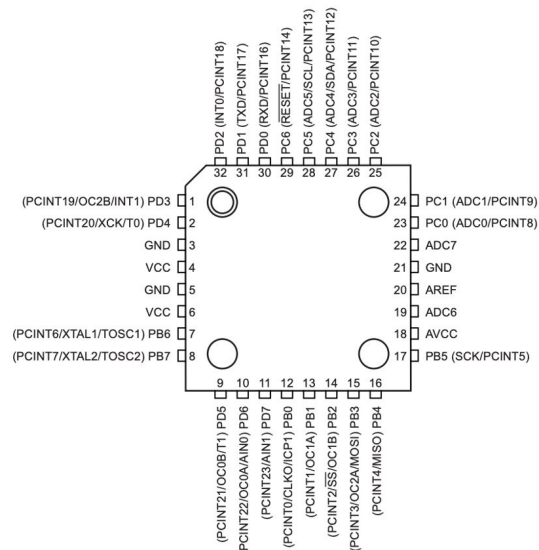 PD2 (INT0/PCINT18)
PD1 (TXD/PCINT17)
PD0 (RXD/PCINT16)
PC6 (RESET/PCINT14)
PC5 (ADC5/SCL/PCINT13)
PC4 (ADC4/SDA/PCINT12)
PC3 (ADC3/PCINT11)
PC2 (ADC2/PCINT10)
32 31 30 29 28 27 26 25
(PCINT19/OC2B/INT1) PD3 1
(PCINT20/XCK/T0) PD4 2
GND 3
VCC 4
GND 5
VCC 6
(PCINT6/XTAL1/TOSC1) PB6 7
(PCINT7/XTAL2/TOSC2) PB7 8
24 PC1 (ADC1/PCINT9)
23 PC0 (ADC0/PCINT8)
22 ADC7
21 GND
20 AREF
19 ADC6
18 AVCC
17 PB5 (SCK/PCINT5)
9 10 11 12 13 14 15 16
(PCINT21/OC0B/T1) PD5
(PCINT22/OC0A/AIN0) PD6
(PCINT23/AIN1) PD7
(PCINT0/CLKO/ICP1) PB0
(PCINT1/OC1A) PB1
(PCINT2/SS/OC1B) PB2
(PCINT3/OC2A/MOSI) PB3
(PCINT4/MISO) PB4